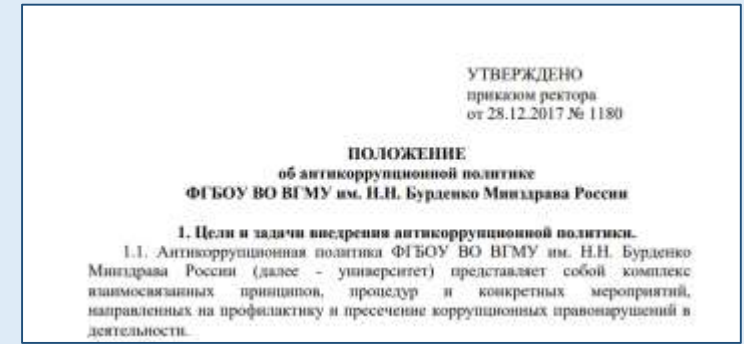 УТВЕРЖДЕНО
приказом ректора
от 28.12.2017 № 1180
ПОЛОЖЕНИЕ
об антикоррупционной политике
ФГБОУ ВО ВГМУ им. Н.Н. Бурденко Минздрава России
1. Цели и задачи внедрения антикоррупционной политики.
1.1. Антикоррупционная политика ФГБОУ ВО ВГМУ им. Н.Н. Бурденко
Минздрава России (далее - университет) представляет собой комплекс
взаимосвязанных принципов, процедур и конкретных мероприятий,
направленных на профилактику и пресечение коррупционных правонарушений в
деятельности.